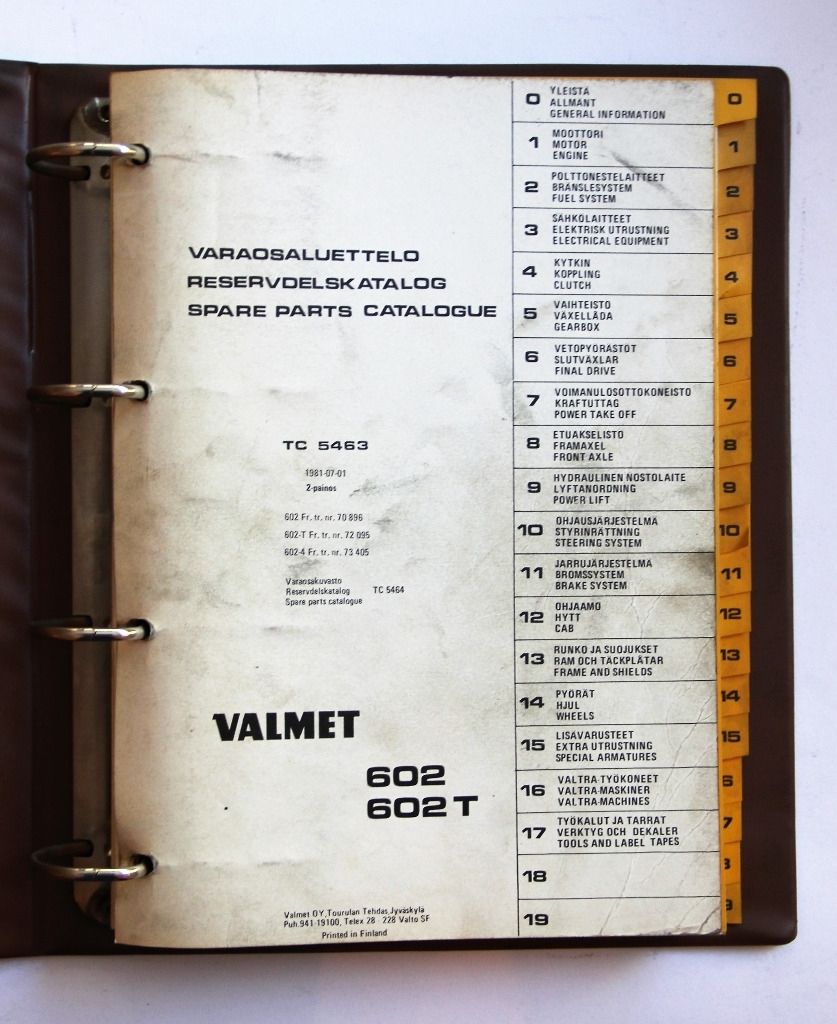 VARAOSALUETTELO
RESERVDELSKATALOG
SPARE PARTS CATALOGUE
TC 5463
1981-07-01
2-painos
602 Fr. tr. nr. 70 896
602-T Fr. tr. nr. 72 095
602-4 Fr. tr. nr. 73 405
Varaosakuvasto
Reservdelskatalog TC 5464
Spare parts catalogue
VALMET
602
602 T
Valmet OY, Tourulan Tehdas, Jyväskylä
Puh. 941-19100, Telex 28 - 228 Valto SF
Printed in Finland
0 YLEISTÄ
ALLMÄNT
GENERAL INFORMATION
1 MOOTTORI
MOTOR
ENGINE
2 POLTTONESTELAITTEET
BRÄNSLESYSTEM
FUEL SYSTEM
3 SÄHKÖLAITTEET
ELEKTRISK UTRUSTNING
ELECTRICAL EQUIPMENT
4 KYTKIN
KOPPLING
CLUTCH
5 VAIHTEISTO
VÄXELLÅDA
GEARBOX
6 VETOPYÖRÄSTÖT
SLUTVÄXLAR
FINAL DRIVE
7 VOIMANULOSOTTOKONEISTO
KRAFTUTTAG
POWER TAKE OFF
8 ETUAKSELISTO
FRAMAXEL
FRONT AXLE
9 HYDRAULINEN NOSTOLAITE
LYFTANORDNING
POWER LIFT
10 OHJAUSJÄRJESTELMÄ
STYRINRÄTTNING
STEERING SYSTEM
11 JARRUJÄRJESTELMÄ
BROMSSYSTEM
BRAKE SYSTEM
12 OHJAAMO
HYTT
CAB
13 RUNKO JA SUOJUKSET
RAM OCH TÄCKPLÅTAR
FRAME AND SHIELDS
14 PYÖRÄT
HJUL
WHEELS
15 LISÄVARUSTEET
EXTRA UTRUSTNING
SPECIAL ARMATURES
16 VALTRA-TYÖKONEET
VALTRA-MASKINER
VALTRA-MACHINES
17 TYÖKALUT JA TARRAT
VERKTYG OCH DEKALER
TOOLS AND LABEL TAPES
18
19
0
1
2
3
4
5
6
7
8
9
10
11
12
13
14
15
6
7
8
9